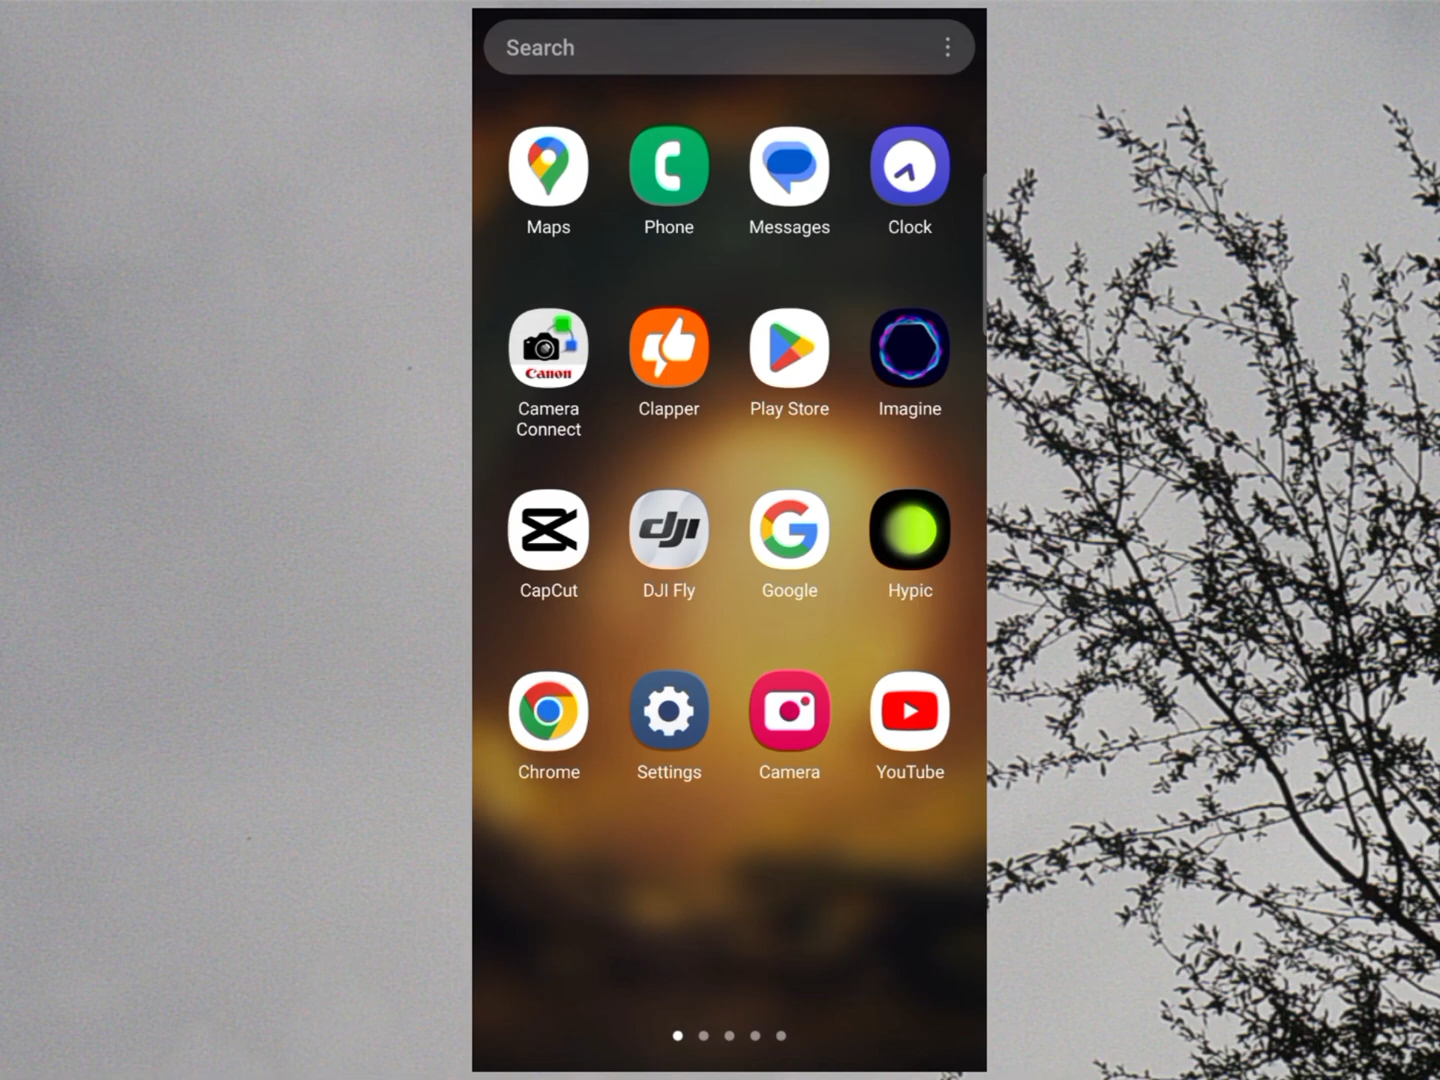 Search
Maps
Phone
Messages
Clock
Canon
Camera
Connect
Clapper
Play Store
Imagine
CapCut
dji
DJI Fly
Google
Hypic
Chrome
Settings
Camera
YouTube